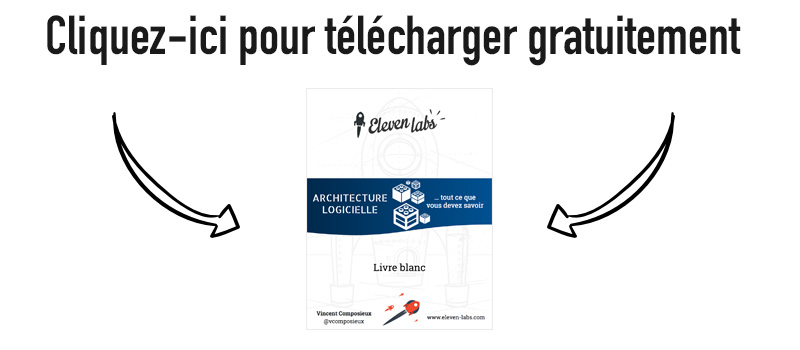 Cliquez-ici pour télécharger gratuitement
Eleven labs
ARCHITECTURE
LOGICIELLE
... tout ce que
vous devez savoir
Livre blanc
Vincent Composieux
@vcomposieux
www.eleven-labs.com